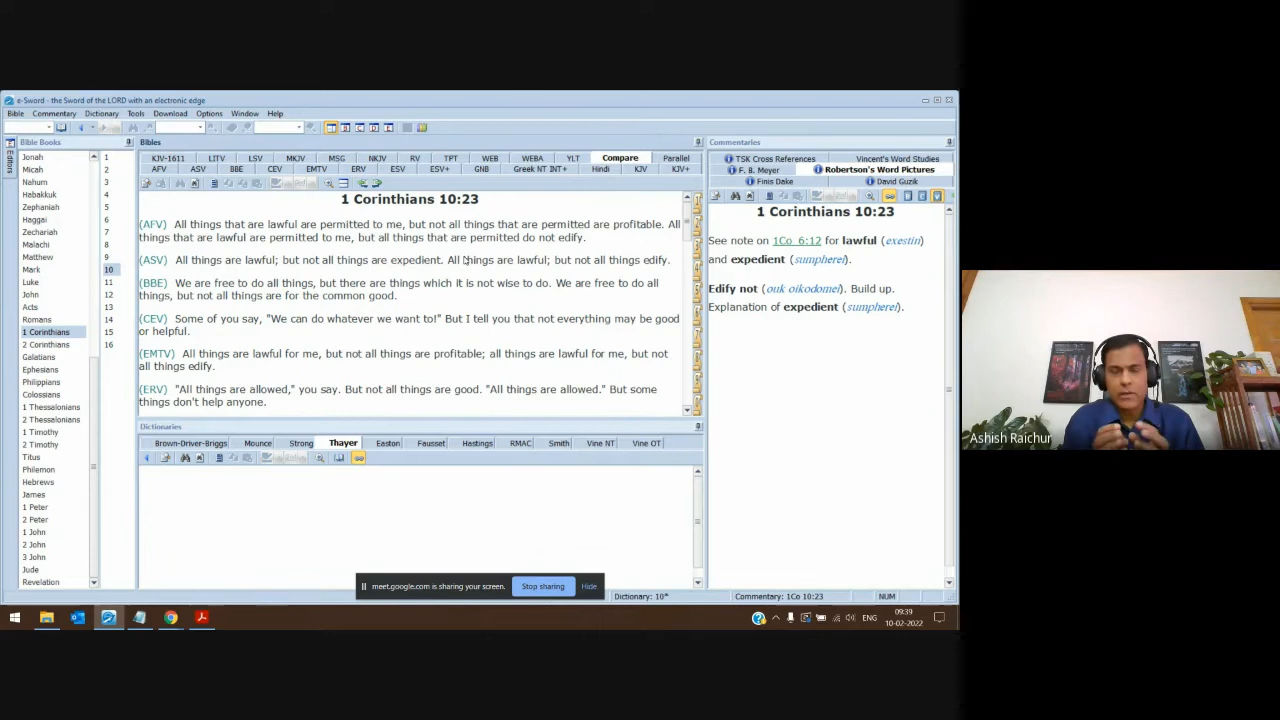 e-Sword - the Sword of the LORD with an electronic edge
Bible Commentary Dictionary Tools Download Options Window Help
Bible Books
Editors
Jonah
Micah
Nahum
Habakkuk
Zephaniah
Haggai
Zechariah
Malachi
Matthew
Mark
Luke
John
Acts
Romans
1 Corinthians
2 Corinthians
Galatians
Ephesians
Philippians
Colossians
1 Thessalonians
2 Thessalonians
1 Timothy
2 Timothy
Titus
Philemon
Hebrews
James
1 Peter
2 Peter
1 John
2 John
3 John
Jude
Revelation
1
2
3
4
5
6
7
8
9
10
11
12
13
14
15
16
Bibles
KJV-1611 LITV LSV MKJV MSG NKJV RV TPT WEB WEBA YLT Compare Parallel
AFV ASV BBE CEV EMTV ERV ESV ESV+ GNB Greek NT INT+ Hindi KJV KJV+
1 Corinthians 10:23
(AFV) All things that are lawful are permitted to me, but not all things that are permitted are profitable. All
things that are lawful are permitted to me, but all things that are permitted do not edify.
(ASV) All things are lawful; but not all things are expedient. All things are lawful; but not all things edify.
(BBE) We are free to do all things, but there are things which it is not wise to do. We are free to do all
things, but not all things are for the common good.
(CEV) Some of you say, "We can do whatever we want to!" But I tell you that not everything may be good
or helpful.
(EMTV) All things are lawful for me, but not all things are profitable; all things are lawful for me, but not
all things edify.
(ERV) "All things are allowed," you say. But not all things are good. "All things are allowed." But some
things don't help anyone.
Dictionaries
Brown-Driver-Briggs Mounce Strong Thayer Easton Fausset Hastings RMAC Smith Vine NT Vine OT
meet.google.com is sharing your screen. Stop sharing Hide
Commentaries
TSK Cross References Vincent's Word Studies
F. B. Meyer Robertson's Word Pictures
Finis Dake David Guzik
1 Corinthians 10:23
See note on 1Co_6:12 for lawful (exestin)
and expedient (sumpherei).
Edify not (ouk oikodomei). Build up.
Explanation of expedient (sumpherei).
Dictionary: 10* Commentary: 1Co 10:23 NUM
ENG
09:39
10-02-2022
Ashish Raichur